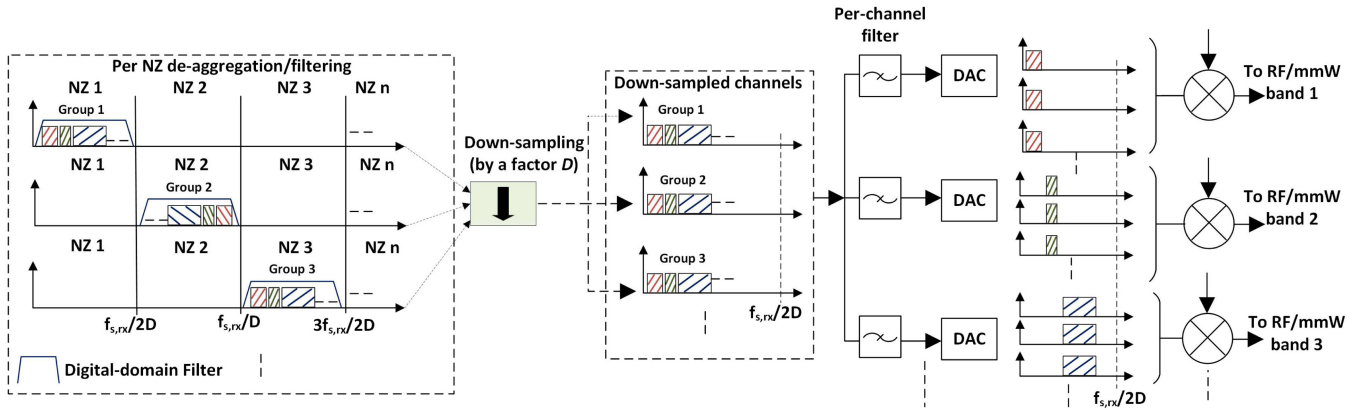 Per NZ de-aggregation/filtering
NZ 1 NZ 2 NZ 3 NZ n
Group 1
NZ 1 NZ 2 NZ 3 NZ n
Group 2
NZ 1 NZ 2 NZ 3 NZ n
Group 3
fs,rx/2D fs,rx/D 3fs,rx/2D
Digital-domain Filter
Down-sampling
(by a factor D)
Down-sampled channels
Group 1
Group 2
Group 3
fs,rx/2D
Per-channel
filter
DAC
DAC
DAC
fs,rx/2D
To RF/mmW
band 1
To RF/mmW
band 2
To RF/mmW
band 3